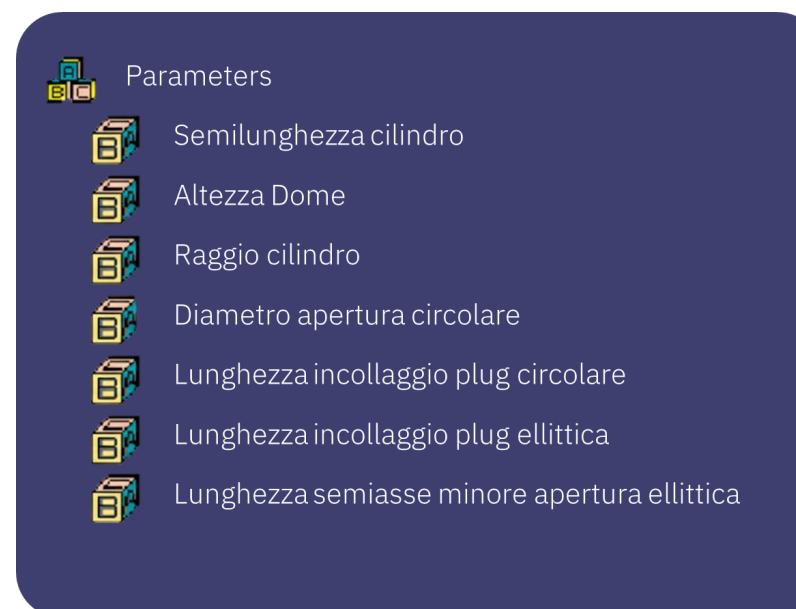 Parameters
Semilunghezza cilindro
Altezza Dome
Raggio cilindro
Diametro apertura circolare
Lunghezza incollaggio plug circolare
Lunghezza incollaggio plug ellittica
Lunghezza semiasse minore apertura ellittica